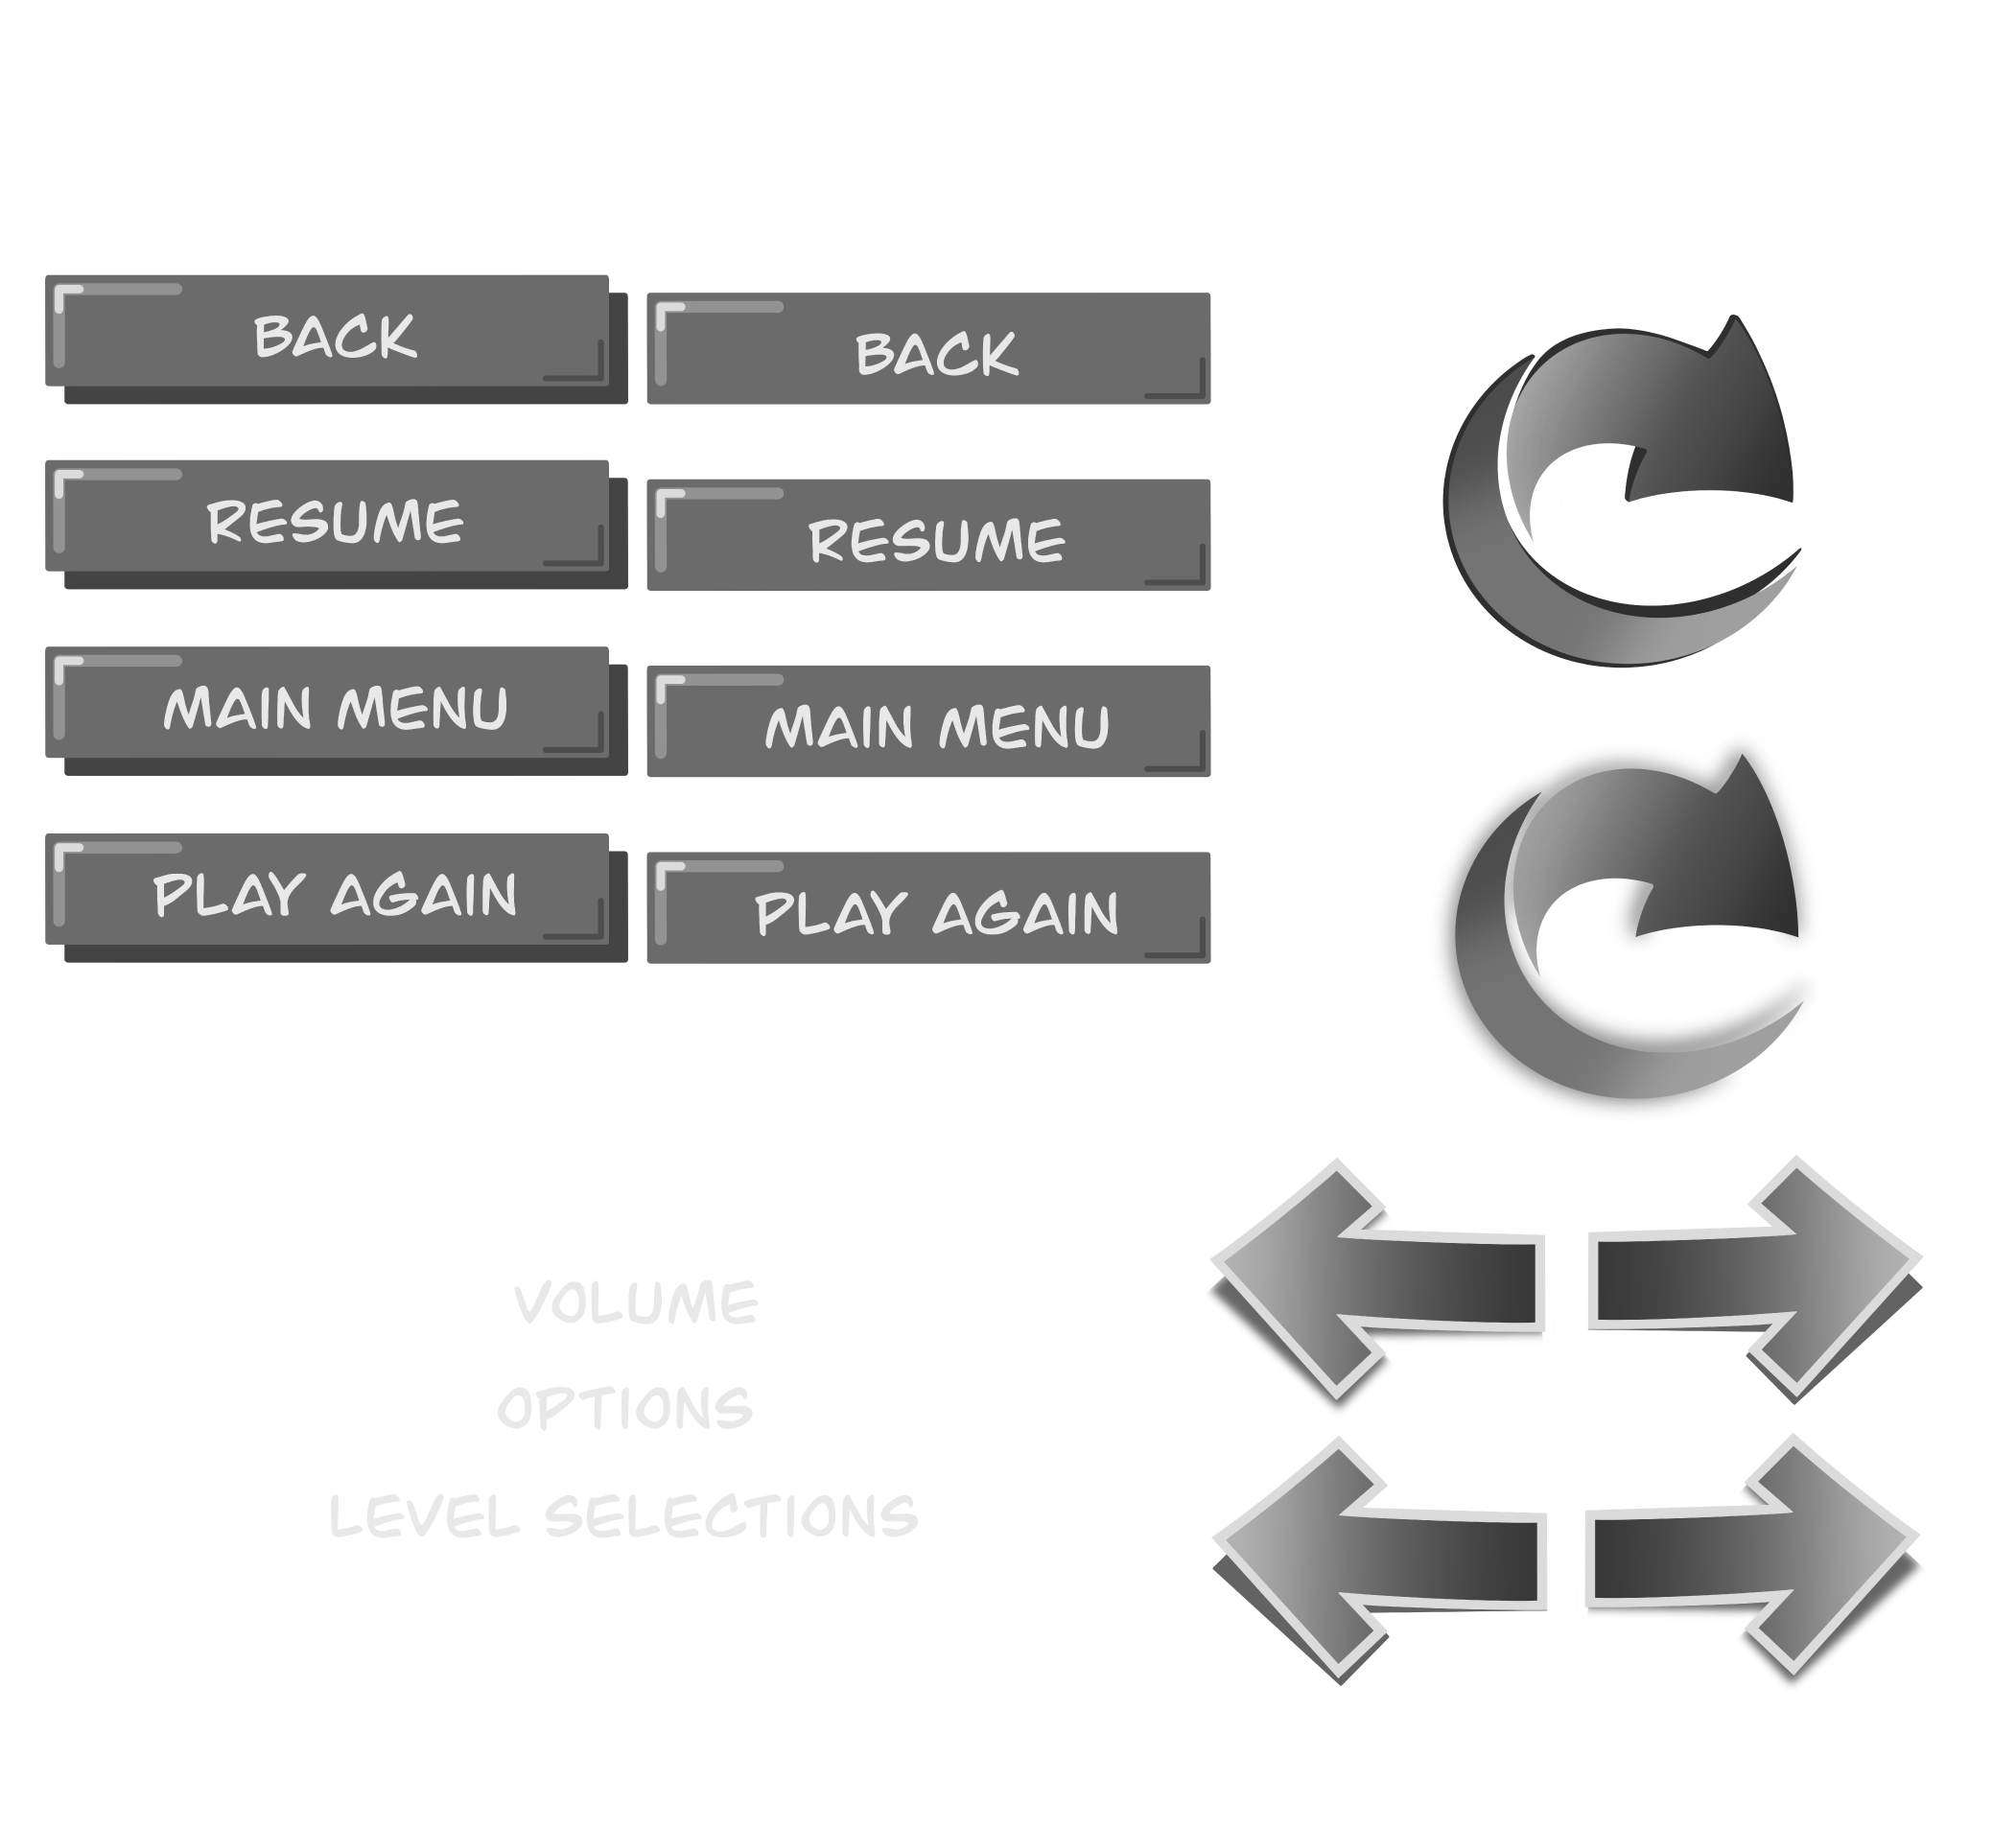 BACK
BACK
RESUME
RESUME
MAIN MENU
MAIN MENU
PLAY AGAIN
PLAY AGAIN
VOLUME
OPTIONS
LEVEL SELECTIONS